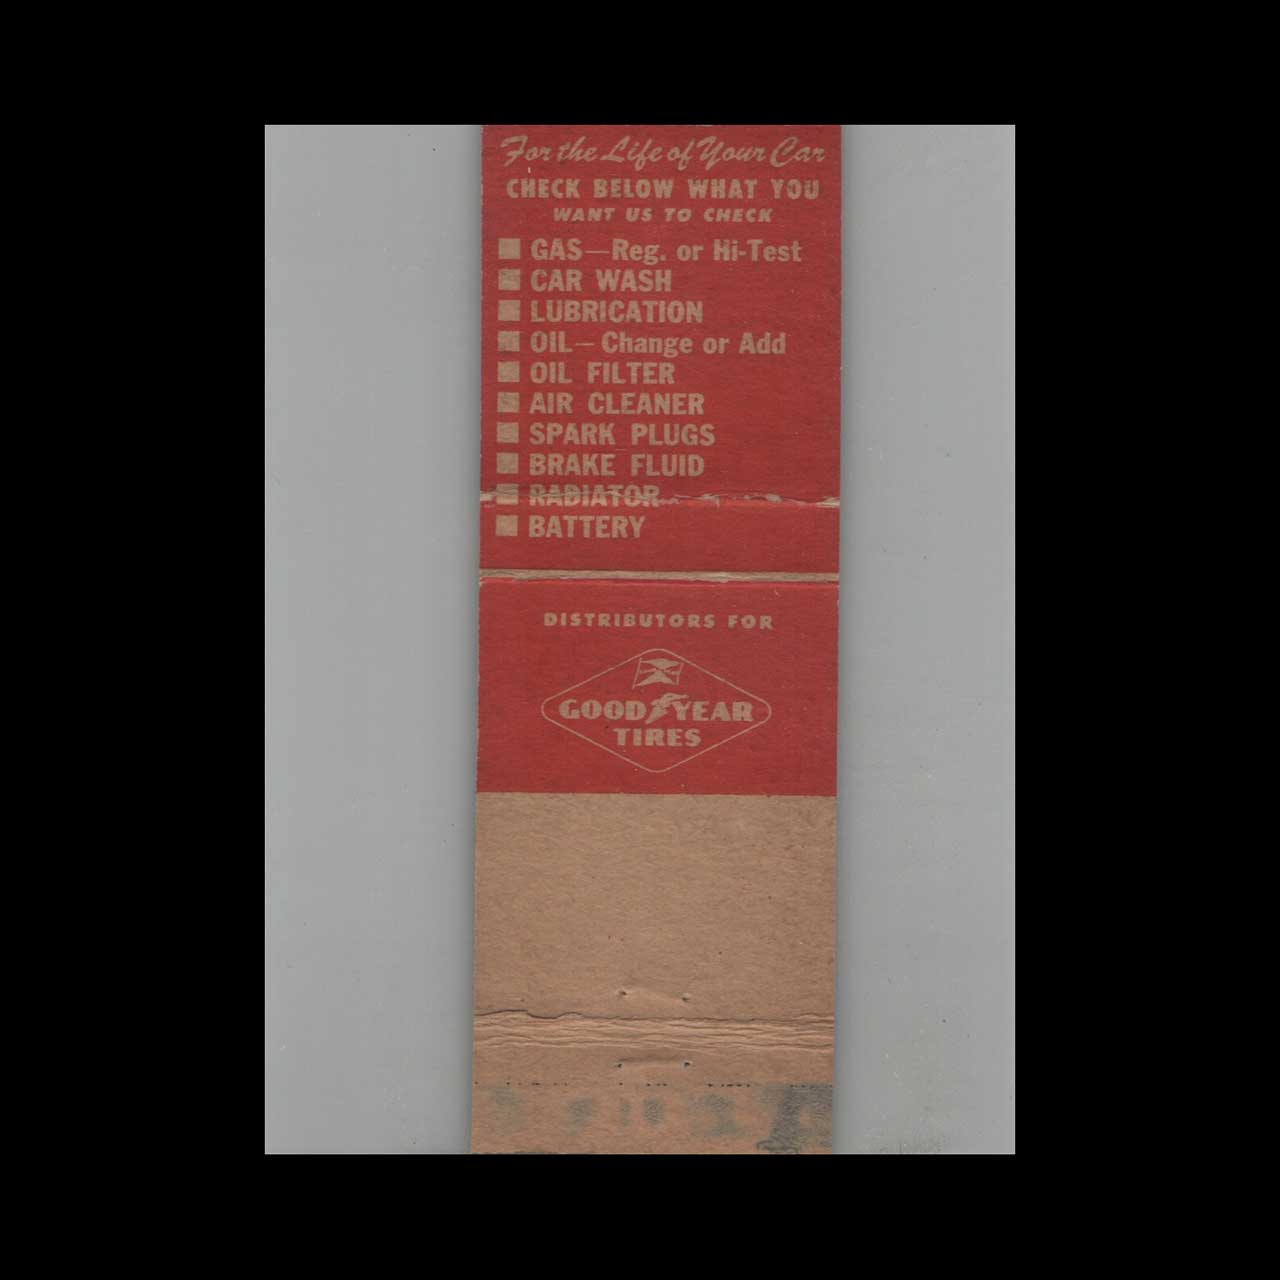 For the Life of Your Car
CHECK BELOW WHAT YOU
WANT US TO CHECK
GAS—Reg. or Hi-Test
CAR WASH
LUBRICATION
OIL— Change or Add
OIL FILTER
AIR CLEANER
SPARK PLUGS
BRAKE FLUID
RADIATOR
BATTERY
DISTRIBUTORS FOR
GOODYEAR
TIRES